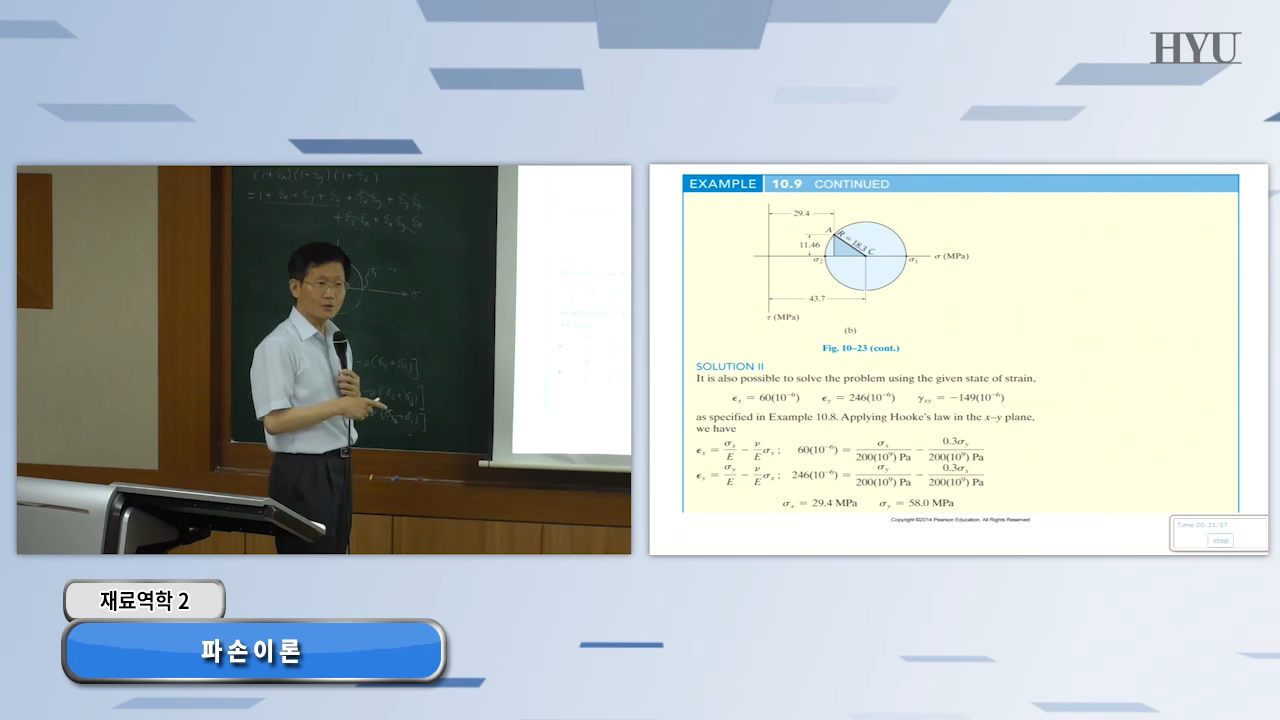 HYU
(1+εx)(1+εy)(1+εz)
EXAMPLE 10.9 CONTINUED
29.4
A
R = 18.3
C
11.46
σ2
σ1
σ (MPa)
43.7
τ (MPa)
(b)
Fig. 10–23 (cont.)
SOLUTION II
It is also possible to solve the problem using the given state of strain,
ϵx = 60(10⁻⁶) ϵy = 246(10⁻⁶) γxy = −149(10⁻⁶)
as specified in Example 10.8. Applying Hooke's law in the x–y plane,
we have
ϵx = σx/E − ν/E σy; 60(10⁻⁶) = σx/200(10⁹) Pa − 0.3σy/200(10⁹) Pa
ϵy = σy/E − ν/E σx; 246(10⁻⁶) = σy/200(10⁹) Pa − 0.3σx/200(10⁹) Pa
σx = 29.4 MPa σy = 58.0 MPa
Copyright ©2014 Pearson Education, All Rights Reserved
Time 00:31:57
stop
재료역학 2
파손이론